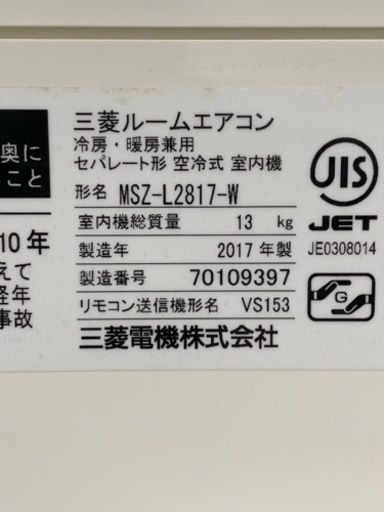 奥に
こと
10年
えて
経年
事故
三菱ルームエアコン
冷房・暖房兼用
セパレート形 空冷式 室内機
形名 MSZ-L2817-W
室内機総質量 13 kg
製造年 2017 年製
製造番号 70109397
リモコン送信機形名 VS153
三菱電機株式会社
JIS
JET
JE0308014
G